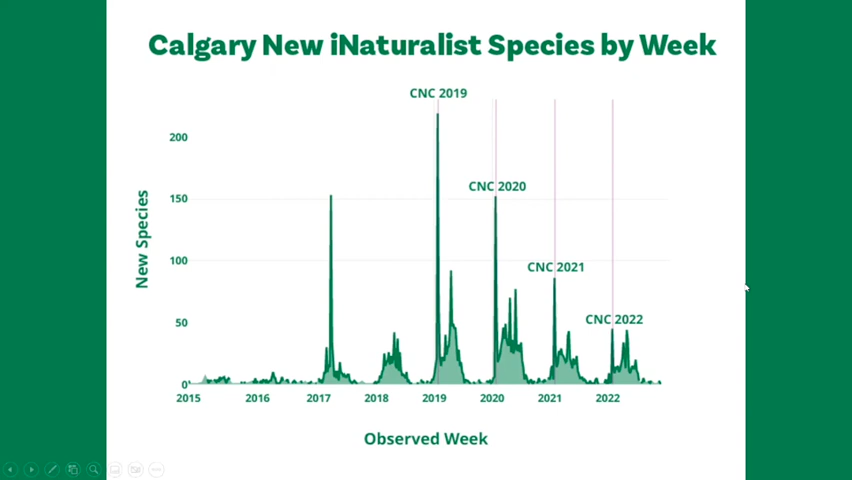 Calgary New iNaturalist Species by Week
CNC 2019
200
CNC 2020
150
New Species
CNC 2021
100
CNC 2022
50
0
2015 2016 2017 2018 2019 2020 2021 2022
Observed Week